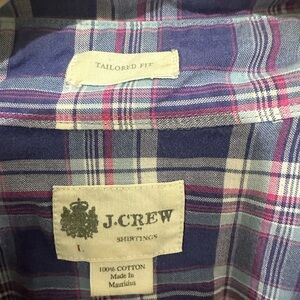 TAILORED FIT
J.CREW
L
SHIRTINGS
100% COTTON
Made In
Mauritius